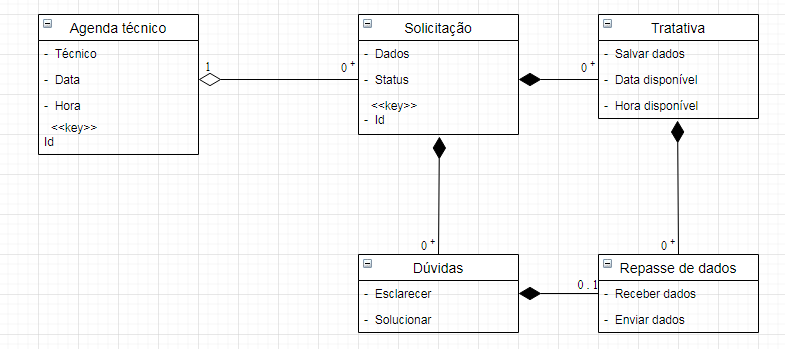 Agenda técnico
- Técnico
- Data
- Hora
<<key>>
Id
1
0 +
Solicitação
- Dados
- Status
<<key>>
- Id
0 +
Tratativa
- Salvar dados
- Data disponível
- Hora disponível
0 +
0 +
Dúvidas
- Esclarecer
- Solucionar
0 . 1
Repasse de dados
- Receber dados
- Enviar dados